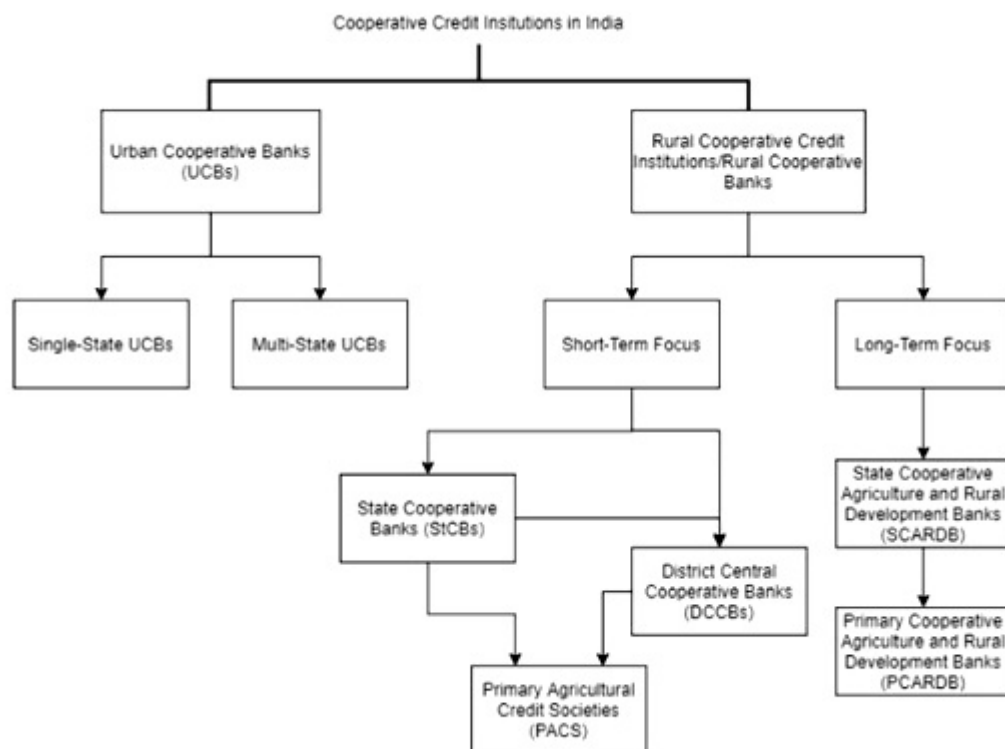 Cooperative Credit Insitutions in India
Urban Cooperative Banks
(UCBs)
Rural Cooperative Credit
Institutions/Rural Cooperative
Banks
Single-State UCBs
Multi-State UCBs
Short-Term Focus
Long-Term Focus
State Cooperative
Banks (StCBs)
State Cooperative
Agriculture and Rural
Development Banks
(SCARDB)
District Central
Cooperative Banks
(DCCBs)
Primary Cooperative
Agriculture and Rural
Development Banks
(PCARDB)
Primary Agricultural
Credit Societies
(PACS)